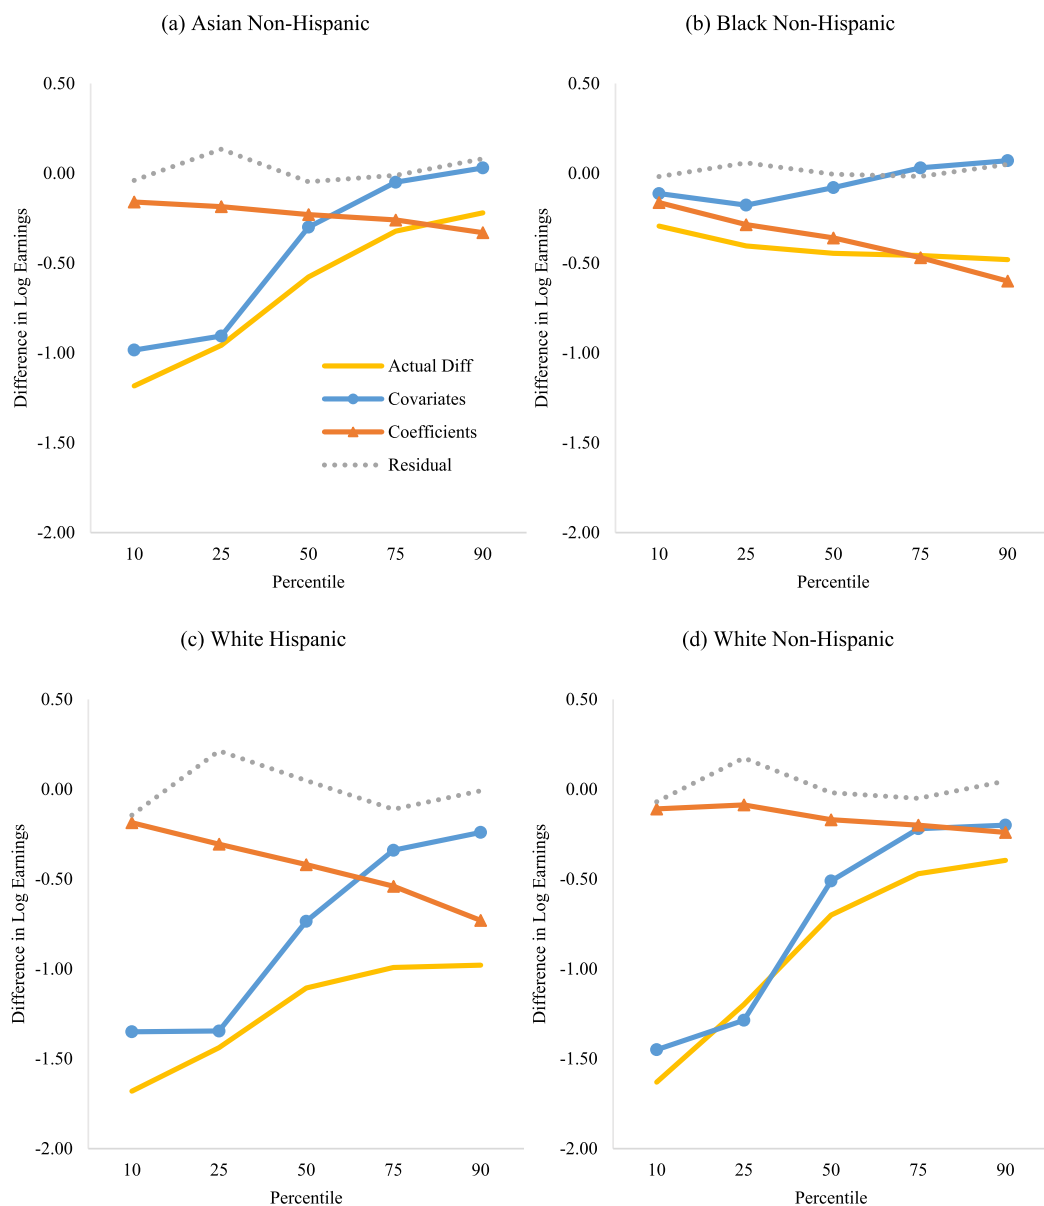 (a) Asian Non-Hispanic
0.50
0.00
-0.50
-1.00
-1.50
-2.00
Difference in Log Earnings
Actual Diff
Covariates
Coefficients
Residual
10 25 50 75 90
Percentile
(b) Black Non-Hispanic
0.50
0.00
-0.50
-1.00
-1.50
-2.00
Difference in Log Earnings
10 25 50 75 90
Percentile
(c) White Hispanic
0.50
0.00
-0.50
-1.00
-1.50
-2.00
Difference in Log Earnings
10 25 50 75 90
Percentile
(d) White Non-Hispanic
0.50
0.00
-0.50
-1.00
-1.50
-2.00
Difference in Log Earnings
10 25 50 75 90
Percentile